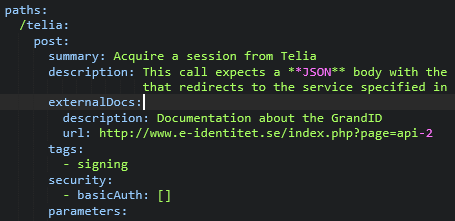 paths:
  /telia:
    post:
      summary: Acquire a session from Telia
      description: This call expects a **JSON** body with the
                   that redirects to the service specified in
      externalDocs:
        description: Documentation about the GrandID
        url: http://www.e-identitet.se/index.php?page=api-2
      tags:
        - signing
      security:
        - basicAuth: []
      parameters: